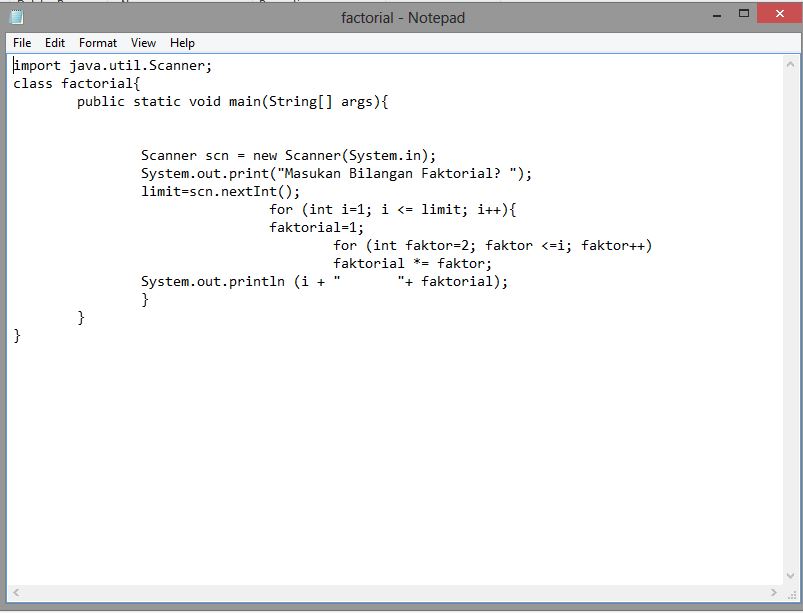 factorial - Notepad
File Edit Format View Help
import java.util.Scanner;
class factorial{
        public static void main(String[] args){
                Scanner scn = new Scanner(System.in);
                System.out.print("Masukan Bilangan Faktorial? ");
                limit=scn.nextInt();
                                for (int i=1; i <= limit; i++){
                                faktorial=1;
                                        for (int faktor=2; faktor <=i; faktor++)
                                        faktorial *= faktor;
                System.out.println (i + "       "+ faktorial);
                }
        }
}